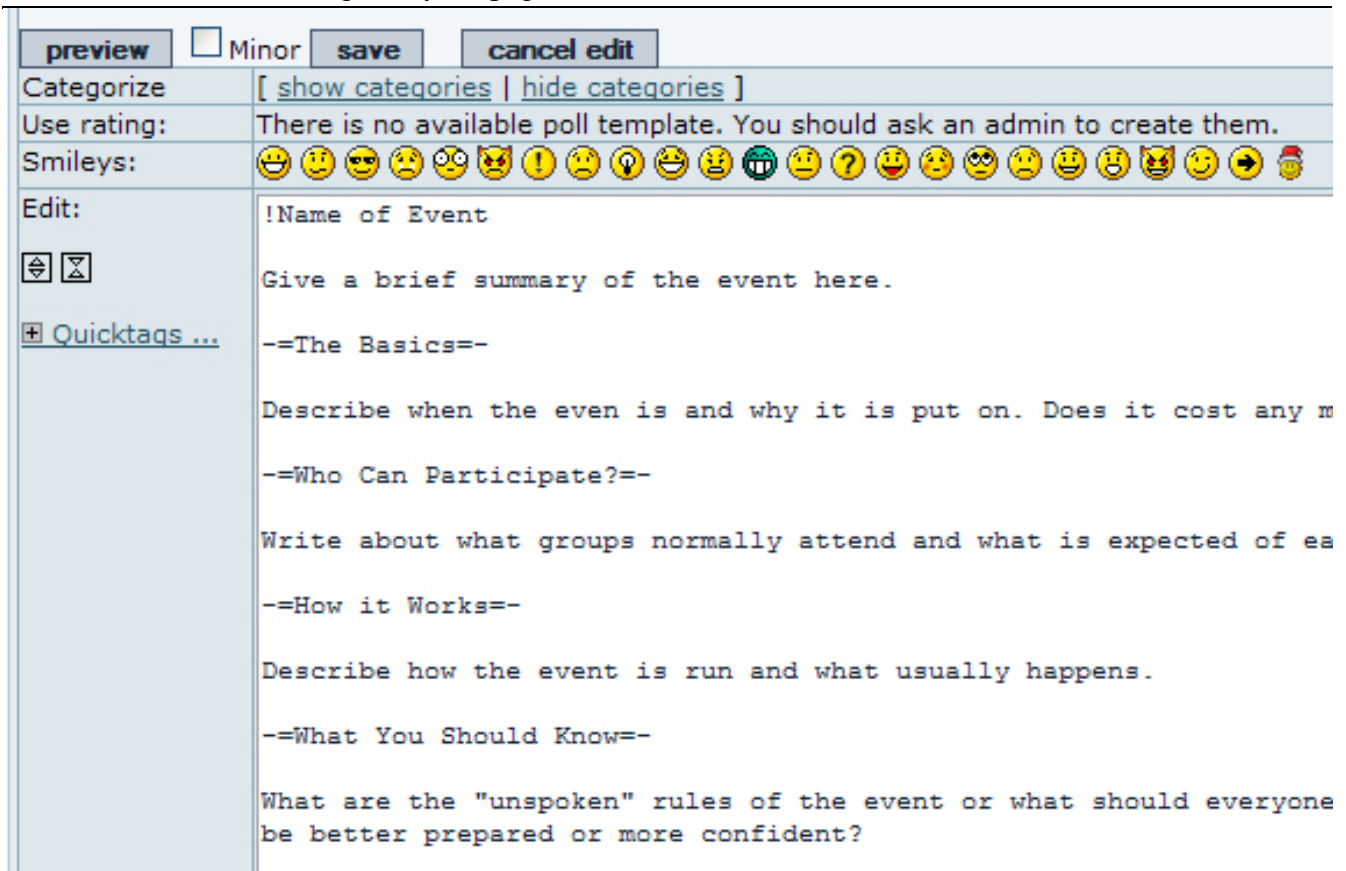 preview Minor save cancel edit
Categorize [ show categories | hide categories ]
Use rating: There is no available poll template. You should ask an admin to create them.
Smileys:
Edit: !Name of Event
Give a brief summary of the event here.
Quicktags ... -=The Basics=-
Describe when the even is and why it is put on. Does it cost any m
-=Who Can Participate?=-
Write about what groups normally attend and what is expected of ea
-=How it Works=-
Describe how the event is run and what usually happens.
-=What You Should Know=-
What are the "unspoken" rules of the event or what should everyone
be better prepared or more confident?